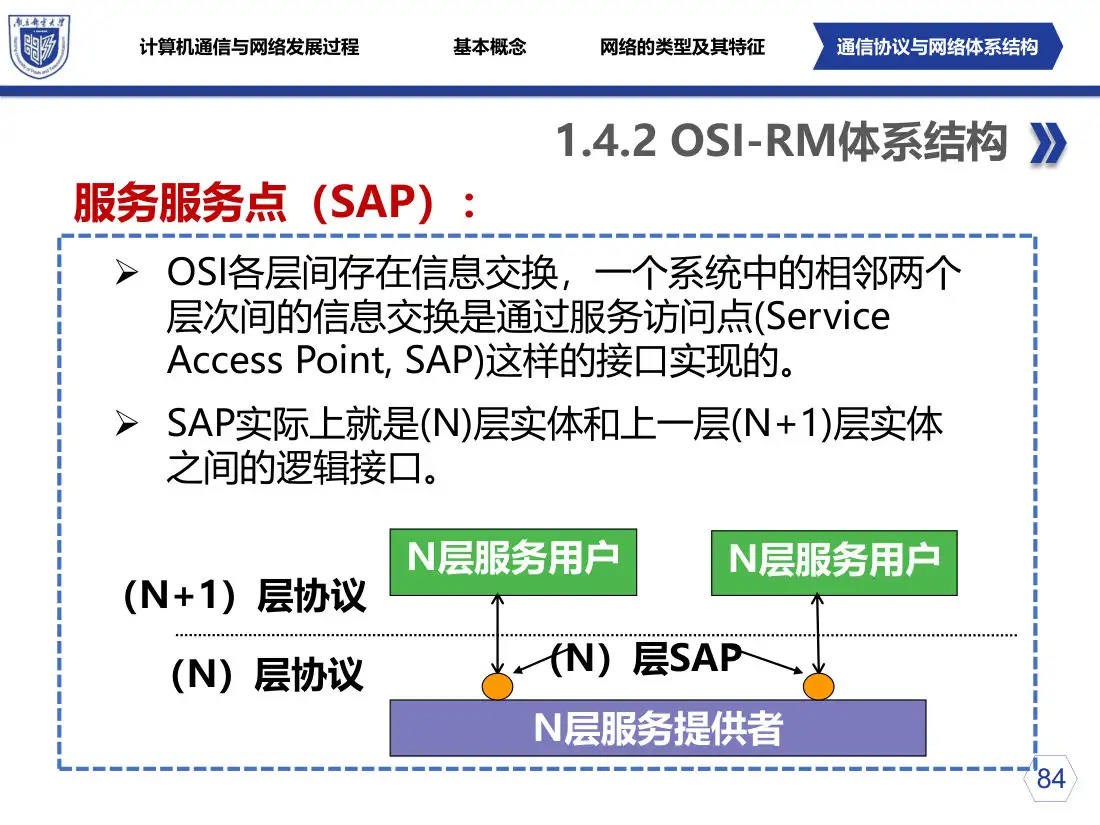 南京邮电大学
计算机通信与网络发展过程
基本概念
网络的类型及其特征
通信协议与网络体系结构
1.4.2 OSI-RM体系结构
服务服务点（SAP）:
OSI各层间存在信息交换，一个系统中的相邻两个
层次间的信息交换是通过服务访问点(Service
Access Point, SAP)这样的接口实现的。
SAP实际上就是(N)层实体和上一层(N+1)层实体
之间的逻辑接口。
N层服务用户
N层服务用户
（N+1）层协议
（N）层SAP
（N）层协议
N层服务提供者
84